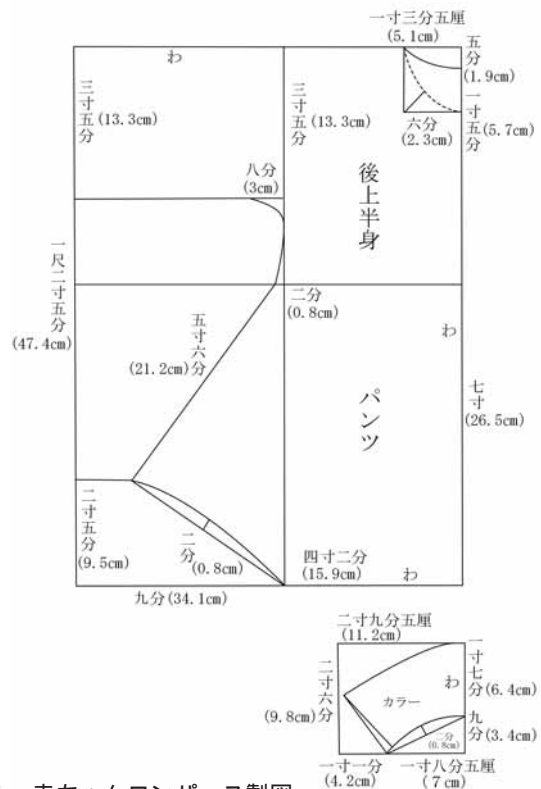 一寸三分五厘
(5.1cm)
五分
(1.9cm)
わ
三寸五分(13.3cm)
三寸五分(13.3cm)
六分
(2.3cm)
一寸五分(5.7cm)
八分
(3cm)
後上半身
一尺二寸五分
(47.4cm)
二分
(0.8cm)
五寸六分
(21.2cm)
わ
七寸
(26.5cm)
パンツ
二寸五分
(9.5cm)
二分
(0.8cm)
四寸二分
(15.9cm)
わ
九分(34.1cm)
二寸九分五厘
(11.2cm)
一寸七分(6.4cm)
わ
カラー
二寸六分
(9.8cm)
二分
(0.8cm)
九分(3.4cm)
一寸一分
(4.2cm)
一寸八分五厘
(7cm)